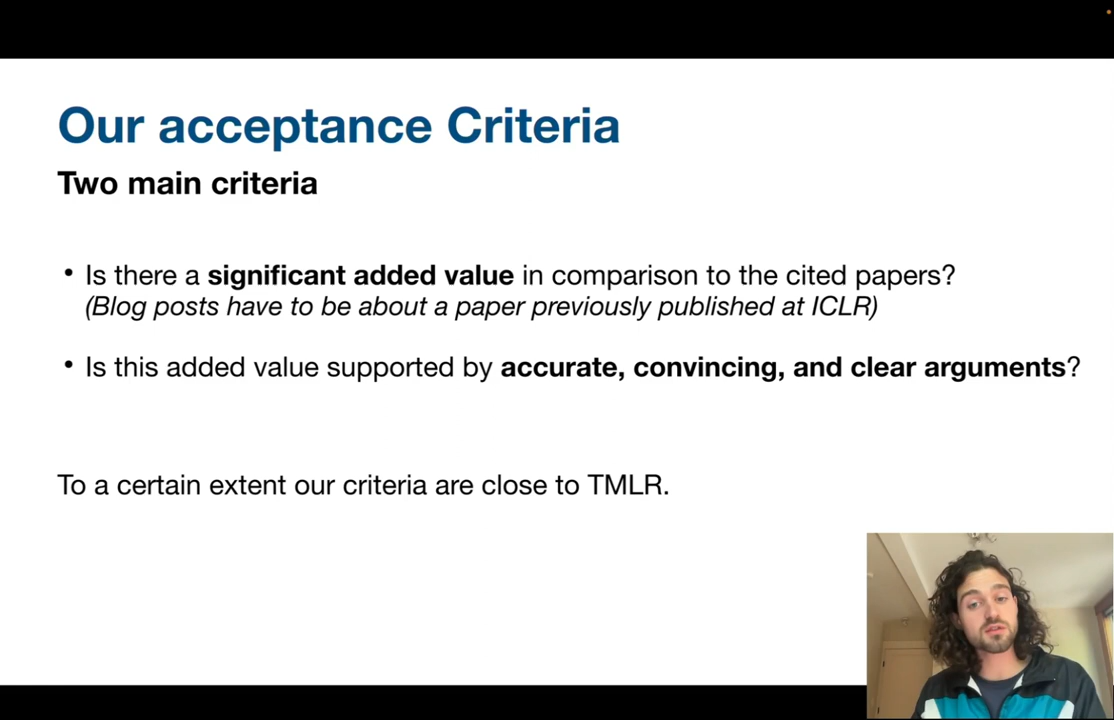 Our acceptance Criteria
Two main criteria
• Is there a significant added value in comparison to the cited papers?
(Blog posts have to be about a paper previously published at ICLR)
• Is this added value supported by accurate, convincing, and clear arguments?
To a certain extent our criteria are close to TMLR.